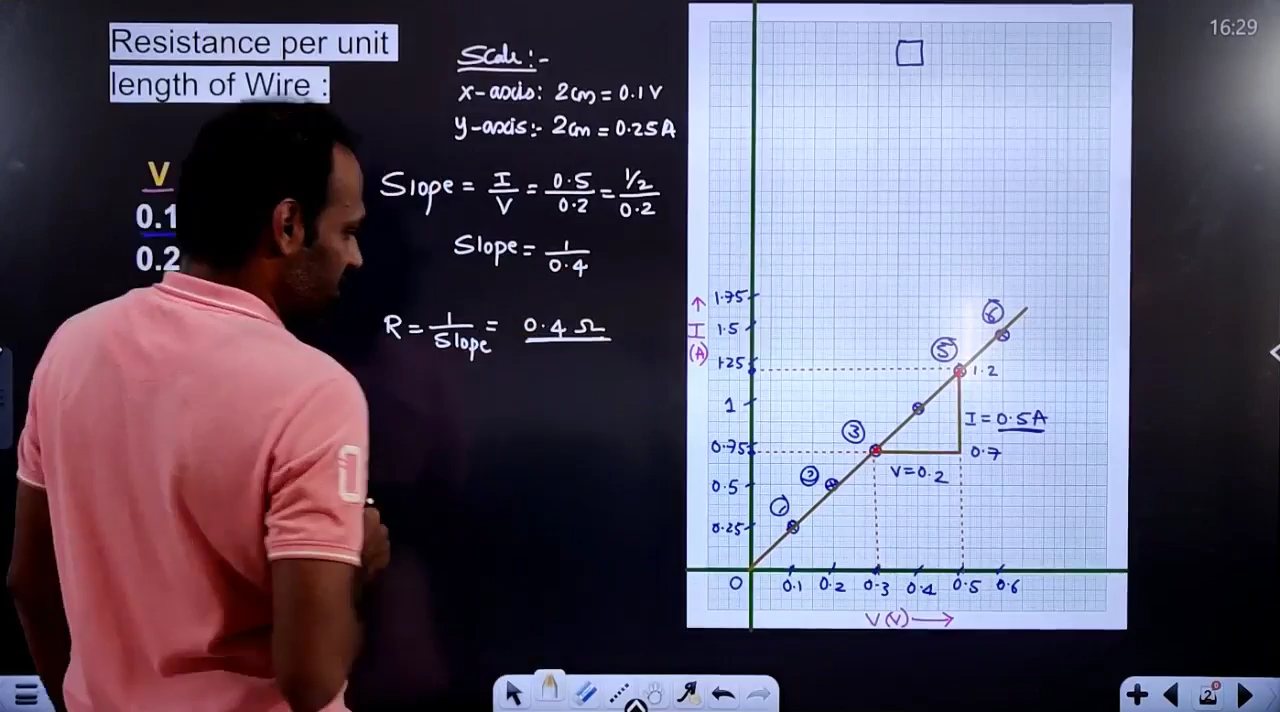 Resistance per unit
length of Wire :
V
0.1
0.2
Scale:-
x-axis: 2cm = 0.1V
y-axis:- 2cm = 0.25A
Slope = I/V = 0.5/0.2 = 1/2/0.2
Slope = 1/0.4
R = 1/Slope = 0.4 Ω
16:29
1.75
↑ I (A)
1.5
1.25
1
0.75
0.5
0.25
0
0.1 0.2 0.3 0.4 0.5 0.6
V(V) →
① ② ③ ⑤ ⑥
1.2
I = 0.5A
0.7
V = 0.2
2